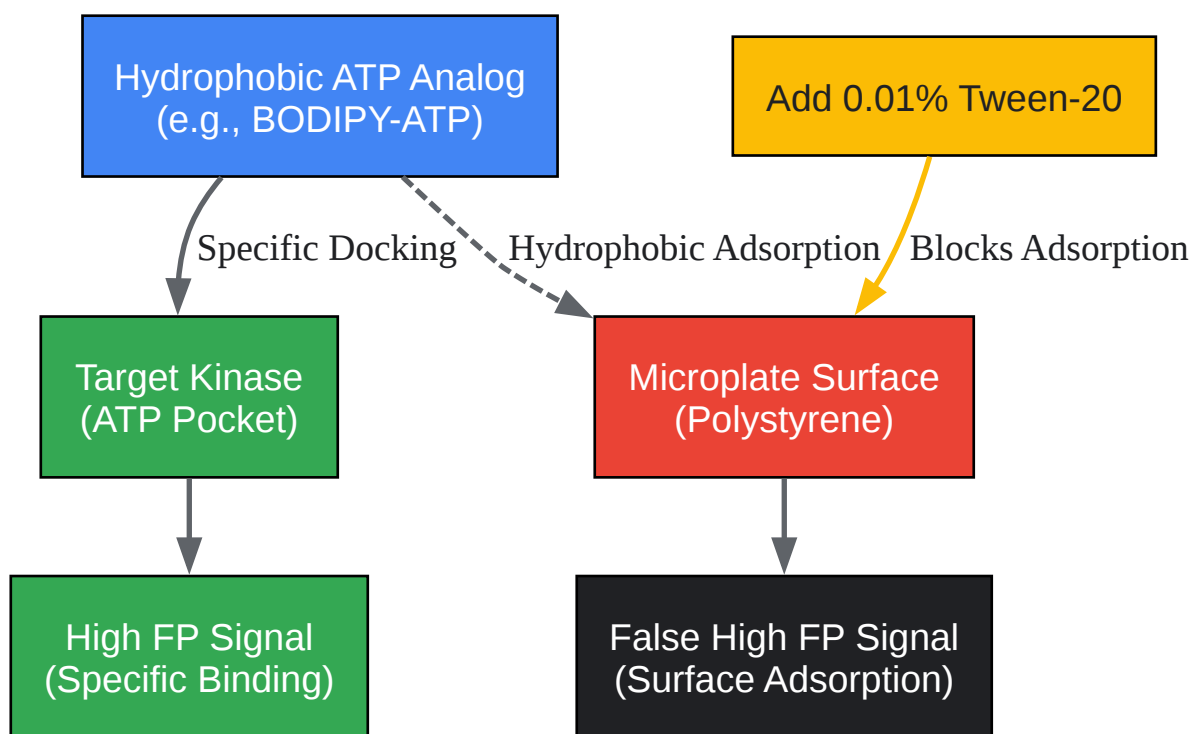 Hydrophobic ATP Analog
(e.g., BODIPY-ATP)
Add 0.01% Tween-20
Specific Docking
Hydrophobic Adsorption
Blocks Adsorption
Target Kinase
(ATP Pocket)
Microplate Surface
(Polystyrene)
High FP Signal
(Specific Binding)
False High FP Signal
(Surface Adsorption)